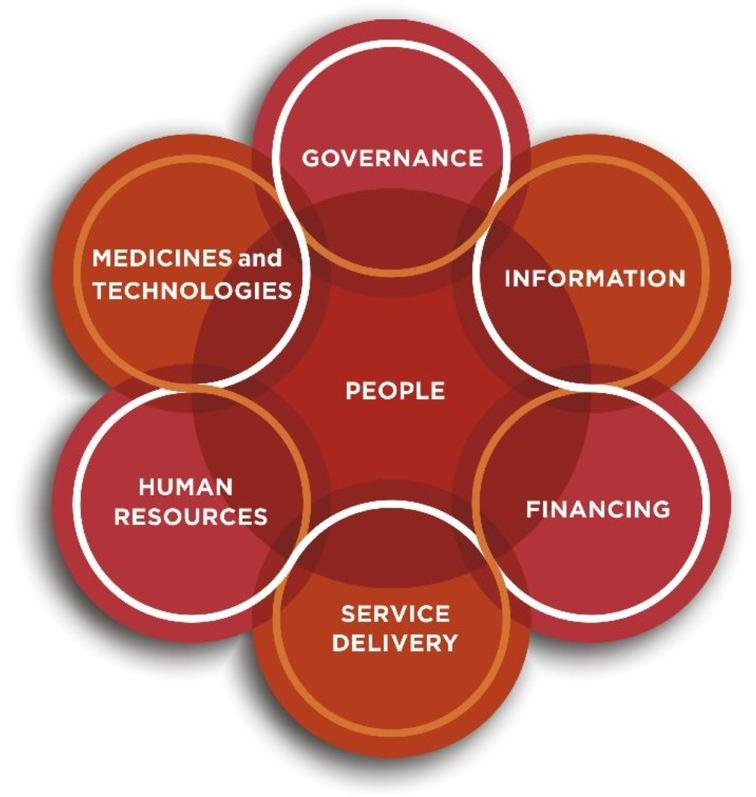 GOVERNANCE
MEDICINES and
TECHNOLOGIES
INFORMATION
PEOPLE
HUMAN
RESOURCES
FINANCING
SERVICE
DELIVERY